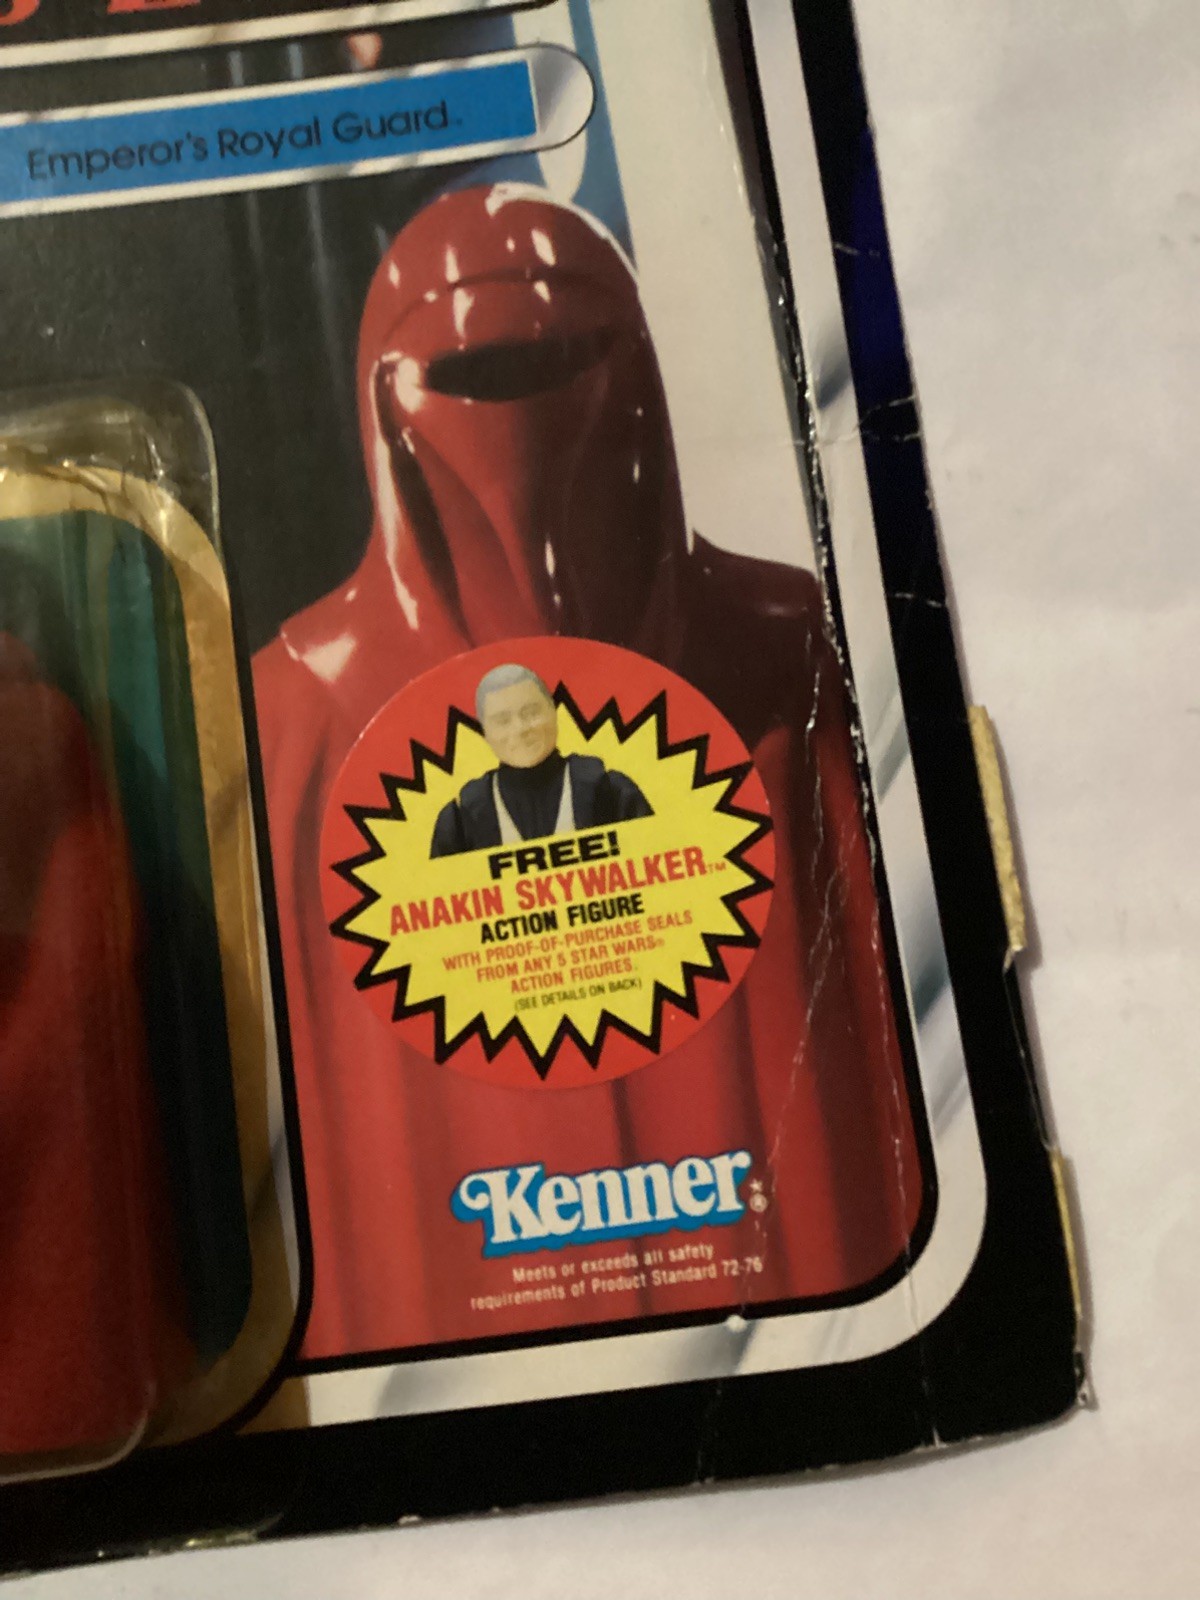 Emperor's Royal Guard™
FREE!
ANAKIN SKYWALKER™
ACTION FIGURE
WITH PROOF-OF-PURCHASE SEALS
FROM ANY 5 STAR WARS®
ACTION FIGURES.
(SEE DETAILS ON BACK)
Kenner®
Meets or exceeds all safety
requirements of Product Standard 72-76